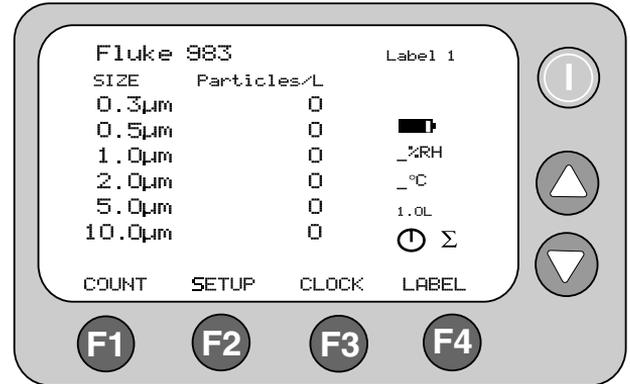 Fluke 983 Label 1
SIZE Particles/L
0.3µm 0
0.5µm 0
1.0µm 0 _%RH
2.0µm 0 _°C
5.0µm 0 1.0L
10.0µm 0 Σ
COUNT SETUP CLOCK LABEL
F1 F2 F3 F4